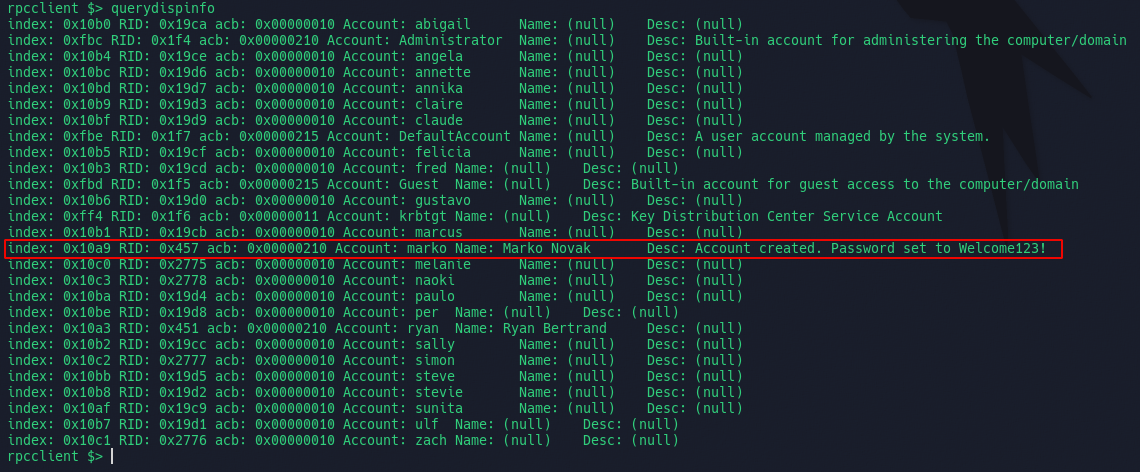 rpcclient $> querydispinfo
index: 0x10b0 RID: 0x19ca acb: 0x00000010 Account: abigail Name: (null) Desc: (null)
index: 0xfbc RID: 0x1f4 acb: 0x00000210 Account: Administrator Name: (null) Desc: Built-in account for administering the computer/domain
index: 0x10b4 RID: 0x19ce acb: 0x00000010 Account: angela Name: (null) Desc: (null)
index: 0x10bc RID: 0x19d6 acb: 0x00000010 Account: annette Name: (null) Desc: (null)
index: 0x10bd RID: 0x19d7 acb: 0x00000010 Account: annika Name: (null) Desc: (null)
index: 0x10b9 RID: 0x19d3 acb: 0x00000010 Account: claire Name: (null) Desc: (null)
index: 0x10bf RID: 0x19d9 acb: 0x00000010 Account: claude Name: (null) Desc: (null)
index: 0xfbe RID: 0x1f7 acb: 0x00000215 Account: DefaultAccount Name: (null) Desc: A user account managed by the system.
index: 0x10b5 RID: 0x19cf acb: 0x00000010 Account: felicia Name: (null) Desc: (null)
index: 0x10b3 RID: 0x19cd acb: 0x00000010 Account: fred Name: (null) Desc: (null)
index: 0xfbd RID: 0x1f5 acb: 0x00000215 Account: Guest Name: (null) Desc: Built-in account for guest access to the computer/domain
index: 0x10b6 RID: 0x19d0 acb: 0x00000010 Account: gustavo Name: (null) Desc: (null)
index: 0xff4 RID: 0x1f6 acb: 0x00000011 Account: krbtgt Name: (null) Desc: Key Distribution Center Service Account
index: 0x10b1 RID: 0x19cb acb: 0x00000010 Account: marcus Name: (null) Desc: (null)
index: 0x10a9 RID: 0x457 acb: 0x00000210 Account: marko Name: Marko Novak Desc: Account created. Password set to Welcome123!
index: 0x10c0 RID: 0x2775 acb: 0x00000010 Account: melanie Name: (null) Desc: (null)
index: 0x10c3 RID: 0x2778 acb: 0x00000010 Account: naoki Name: (null) Desc: (null)
index: 0x10ba RID: 0x19d4 acb: 0x00000010 Account: paulo Name: (null) Desc: (null)
index: 0x10be RID: 0x19d8 acb: 0x00000010 Account: per Name: (null) Desc: (null)
index: 0x10a3 RID: 0x451 acb: 0x00000210 Account: ryan Name: Ryan Bertrand Desc: (null)
index: 0x10b2 RID: 0x19cc acb: 0x00000010 Account: sally Name: (null) Desc: (null)
index: 0x10c2 RID: 0x2777 acb: 0x00000010 Account: simon Name: (null) Desc: (null)
index: 0x10bb RID: 0x19d5 acb: 0x00000010 Account: steve Name: (null) Desc: (null)
index: 0x10b8 RID: 0x19d2 acb: 0x00000010 Account: stevie Name: (null) Desc: (null)
index: 0x10af RID: 0x19c9 acb: 0x00000010 Account: sunita Name: (null) Desc: (null)
index: 0x10b7 RID: 0x19d1 acb: 0x00000010 Account: ulf Name: (null) Desc: (null)
index: 0x10c1 RID: 0x2776 acb: 0x00000010 Account: zach Name: (null) Desc: (null)
rpcclient $>